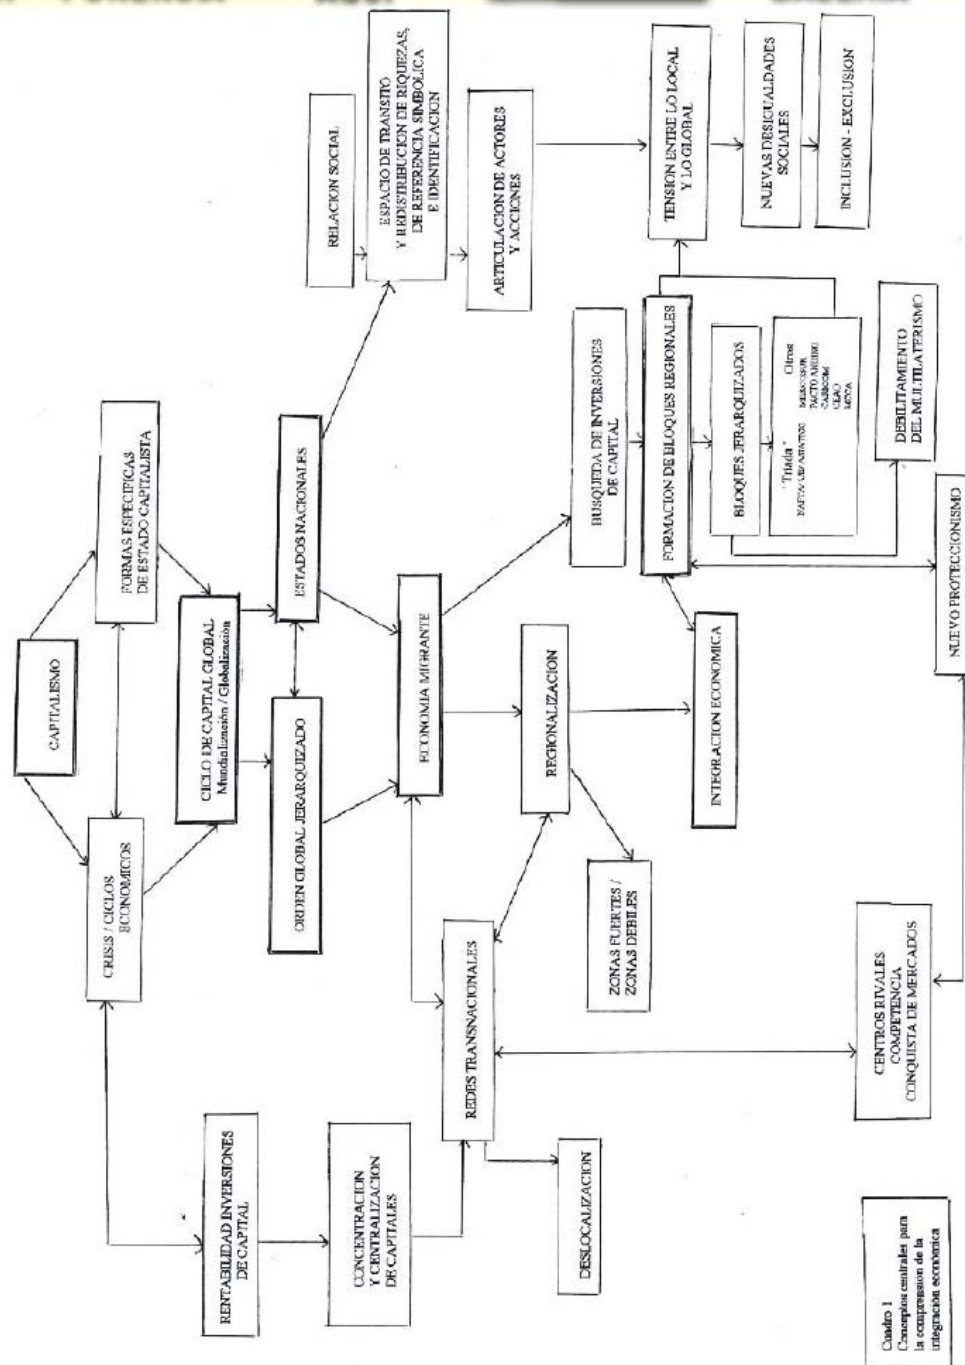 CAPITALISMO
CRISIS / CICLOS
ECONOMICOS
FORMAS ESPECIFICAS
DE ESTADO CAPITALISTA
RENTABILIDAD INVERSIONES
DE CAPITAL
CICLO DE CAPITAL GLOBAL
Mundialización / Globalización
CONCENTRACION
Y CENTRALIZACION
DE CAPITALES
ORDEN GLOBAL JERARQUIZADO
ESTADOS NACIONALES
RELACION SOCIAL
ESPACIO DE TRANSITO
Y REDISTRIBUCION DE RIQUEZAS,
DE REFERENCIA SIMBOLICA
E IDENTIFICACION
ECONOMIA MIGRANTE
ARTICULACION DE ACTORES
Y ACCIONES
REDES TRANSNACIONALES
REGIONALIZACION
BUSQUEDA DE INVERSIONES
DE CAPITAL
DESLOCALIZACION
ZONAS FUERTES /
ZONAS DEBILES
FORMACION DE BLOQUES REGIONALES
TENSION ENTRE LO LOCAL
Y LO GLOBAL
INTEGRACION ECONOMICA
BLOQUES JERARQUIZADOS
NUEVAS DESIGUALDADES
SOCIALES
"Triada"
Otros
MERCOSUR
PACTO ANDINO
CARICOM
INCLUSION - EXCLUSION
CENTROS RIVALES
COMPETENCIA
CONQUISTA DE MERCADOS
DEBILITAMIENTO
DEL MULTILATERISMO
NUEVO PROTECCIONISMO
Cuadro 1
Conceptos centrales para
la comprensión de la
integración económica